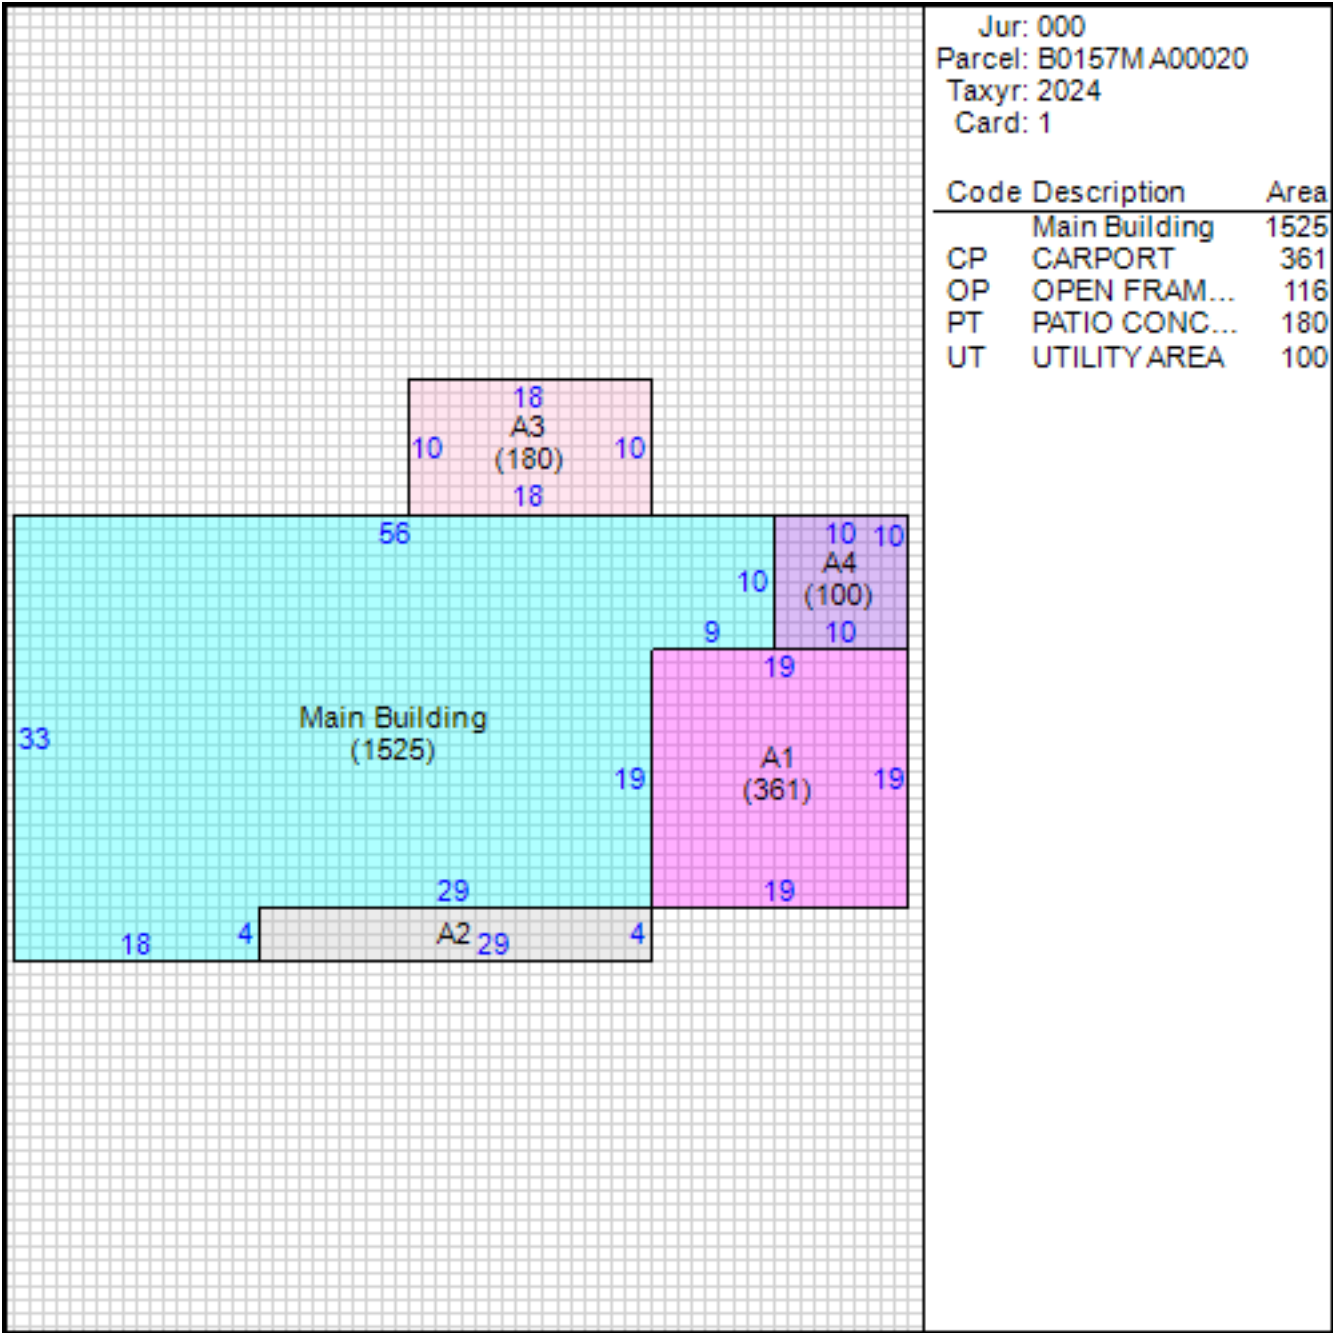 Jur: 000
Parcel: B0157M A00020
Taxyr: 2024
Card: 1
Code Description Area
Main Building 1525
CP CARPORT 361
OP OPEN FRAM... 116
PT PATIO CONC... 180
UT UTILITY AREA 100
18
A3
10 10
(180)
18
56 10 10
A4
10 (100)
9 10
19
Main Building
33 (1525)
A1
19 (361) 19
29 19
18 4 A2 29 4